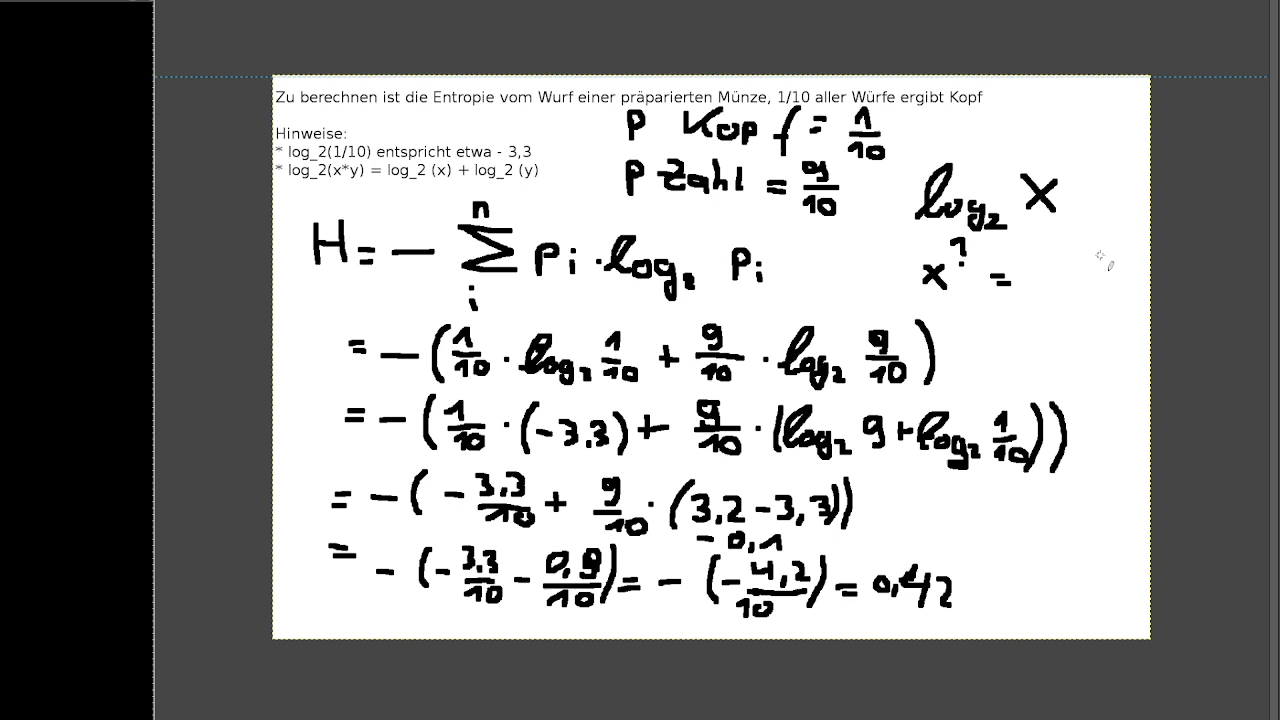 Zu berechnen ist die Entropie vom Wurf einer präparierten Münze, 1/10 aller Würfe ergibt Kopf
Hinweise:
* log_2(1/10) entspricht etwa - 3,3
* log_2(x*y) = log_2 (x) + log_2 (y)
P Kopf = 1/10
P Zahl = 9/10
log₂ x
x^? =
H = - ∑ i n pi · log₂ pi
= - (1/10 · log₂ 1/10 + 9/10 · log₂ 9/10)
= - (1/10 · (-3,3) + 9/10 · (log₂ 9 + log₂ 1/10))
= - (- 3,3/10 + 9/10 · (3,2 - 3,3))
- 0,1
= - (- 3,3/10 - 0,9/10) = - (- 4,2/10) = 0,42